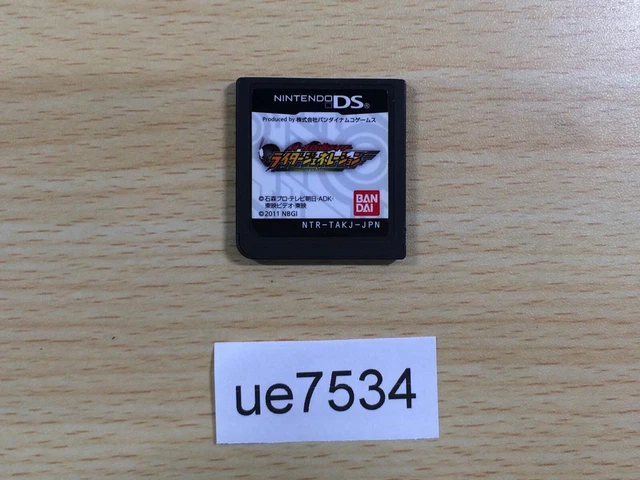 NINTENDO DS®
Produced by 株式会社バンダイナムコゲームス
ライダージェネレーション
©石森プロ・テレビ朝日・ADK・
東映ビデオ・東映
©2011 NBGI
BAN
DAI
NTR-TAKJ-JPN
ue7534